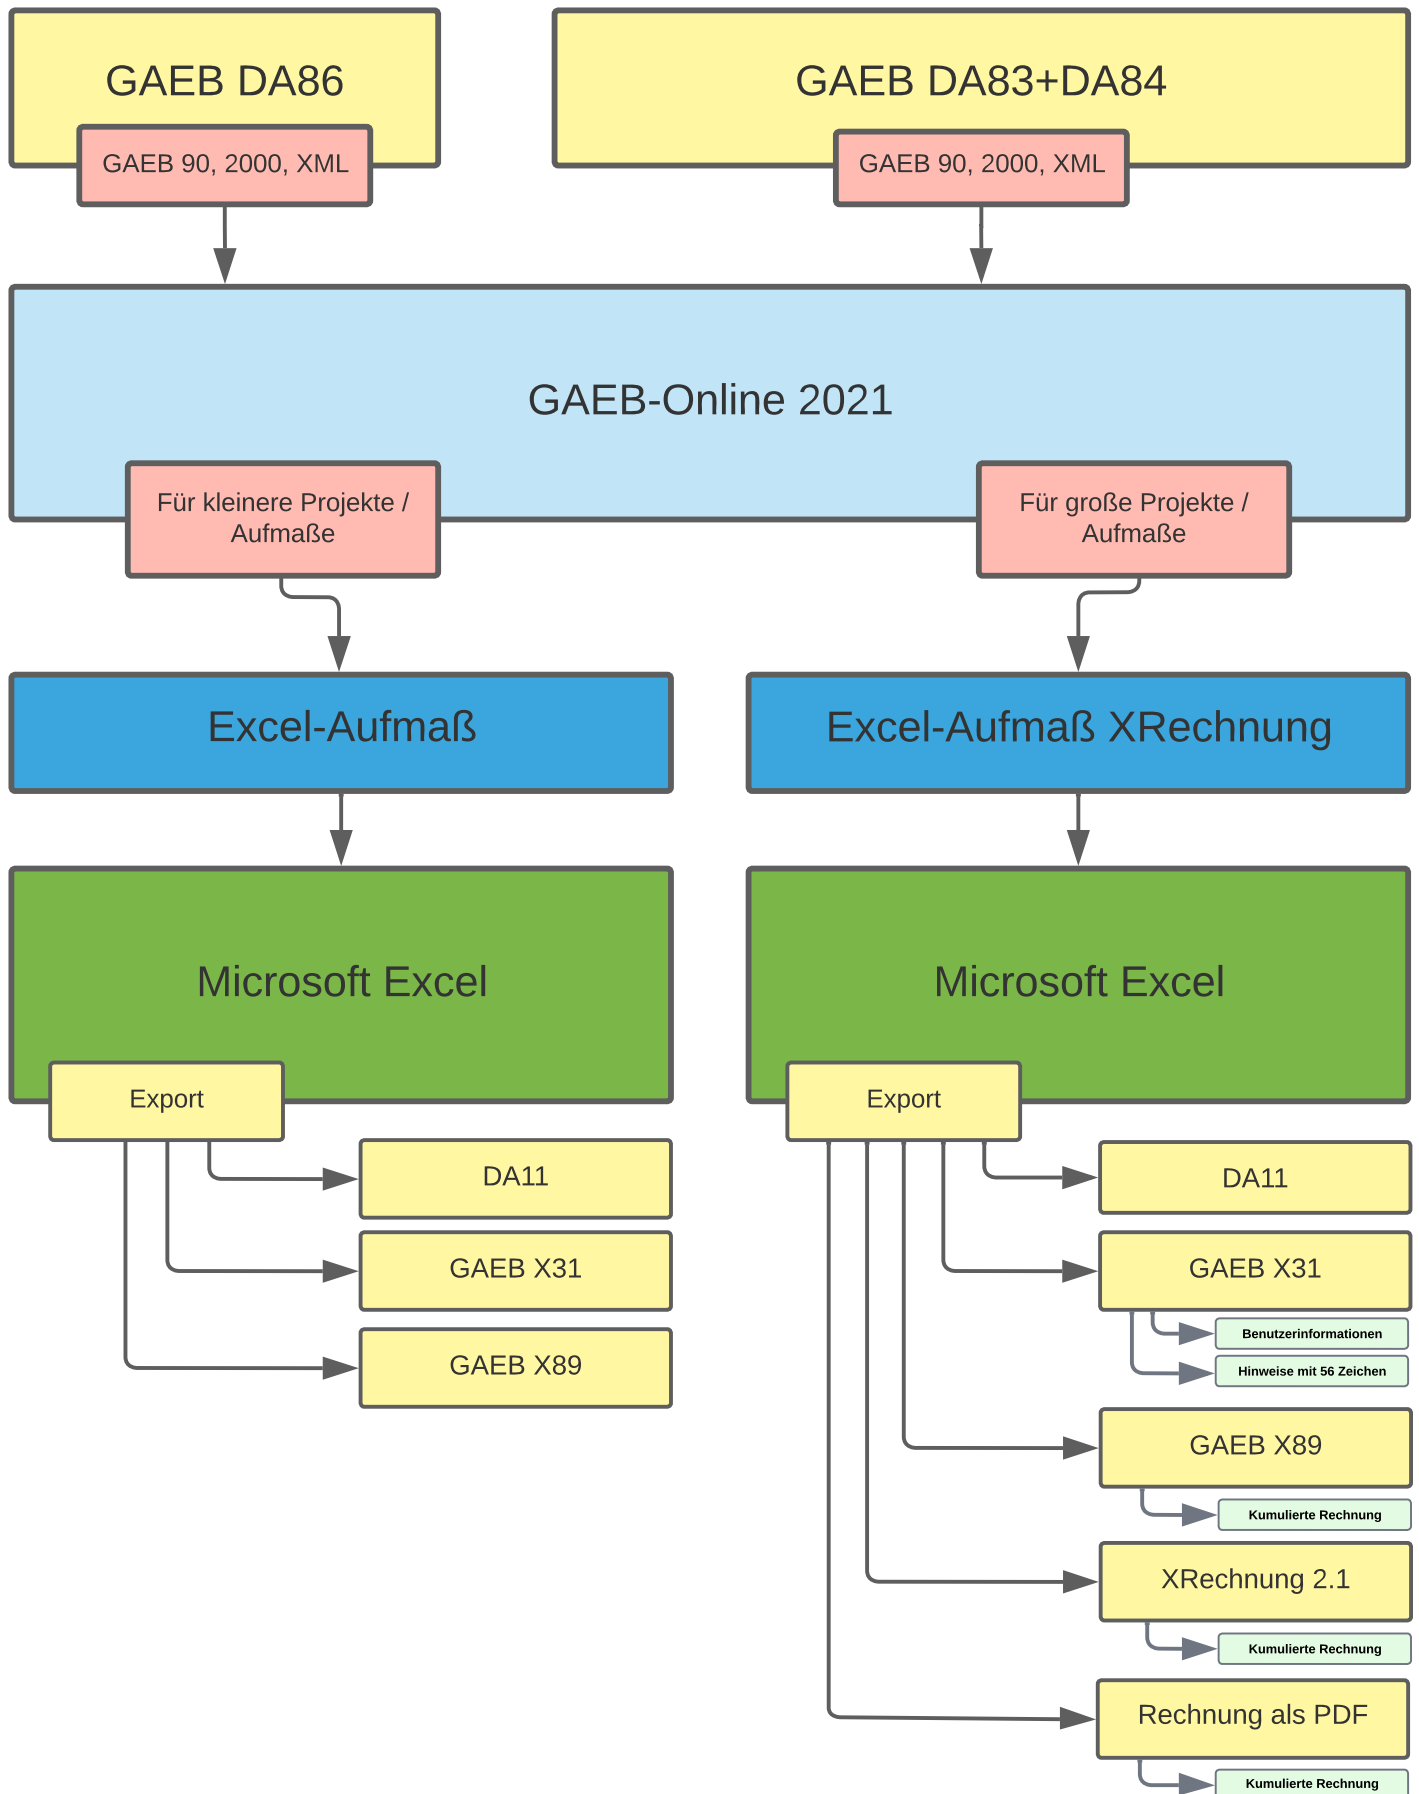 GAEB DA86
GAEB 90, 2000, XML
GAEB DA83+DA84
GAEB 90, 2000, XML
GAEB-Online 2021
Für kleinere Projekte /
Aufmaße
Für große Projekte /
Aufmaße
Excel-Aufmaß
Excel-Aufmaß XRechnung
Microsoft Excel
Export
DA11
GAEB X31
GAEB X89
Microsoft Excel
Export
DA11
GAEB X31
Benutzerinformationen
Hinweise mit 56 Zeichen
GAEB X89
Kumulierte Rechnung
XRechnung 2.1
Kumulierte Rechnung
Rechnung als PDF
Kumulierte Rechnung